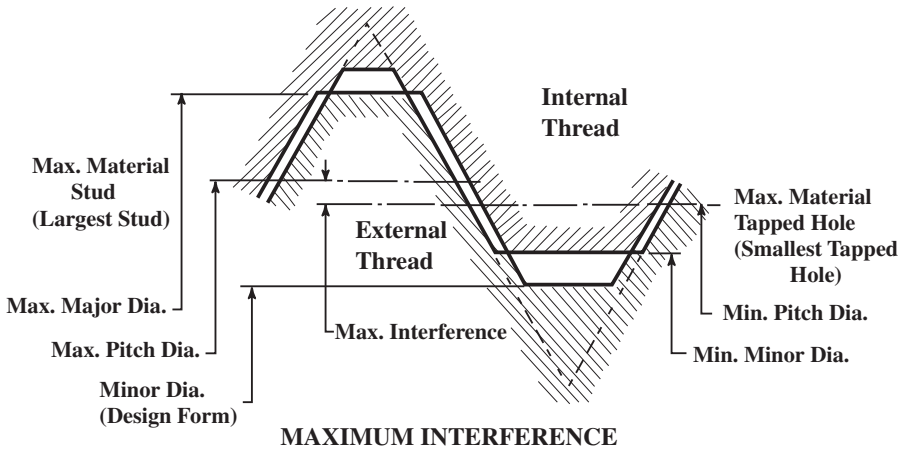 Internal
Thread
Max. Material
Stud
(Largest Stud)
Max. Material
Tapped Hole
(Smallest Tapped
Hole)
External
Thread
Max. Major Dia.
Min. Pitch Dia.
Max. Interference
Max. Pitch Dia.
Min. Minor Dia.
Minor Dia.
(Design Form)
MAXIMUM INTERFERENCE